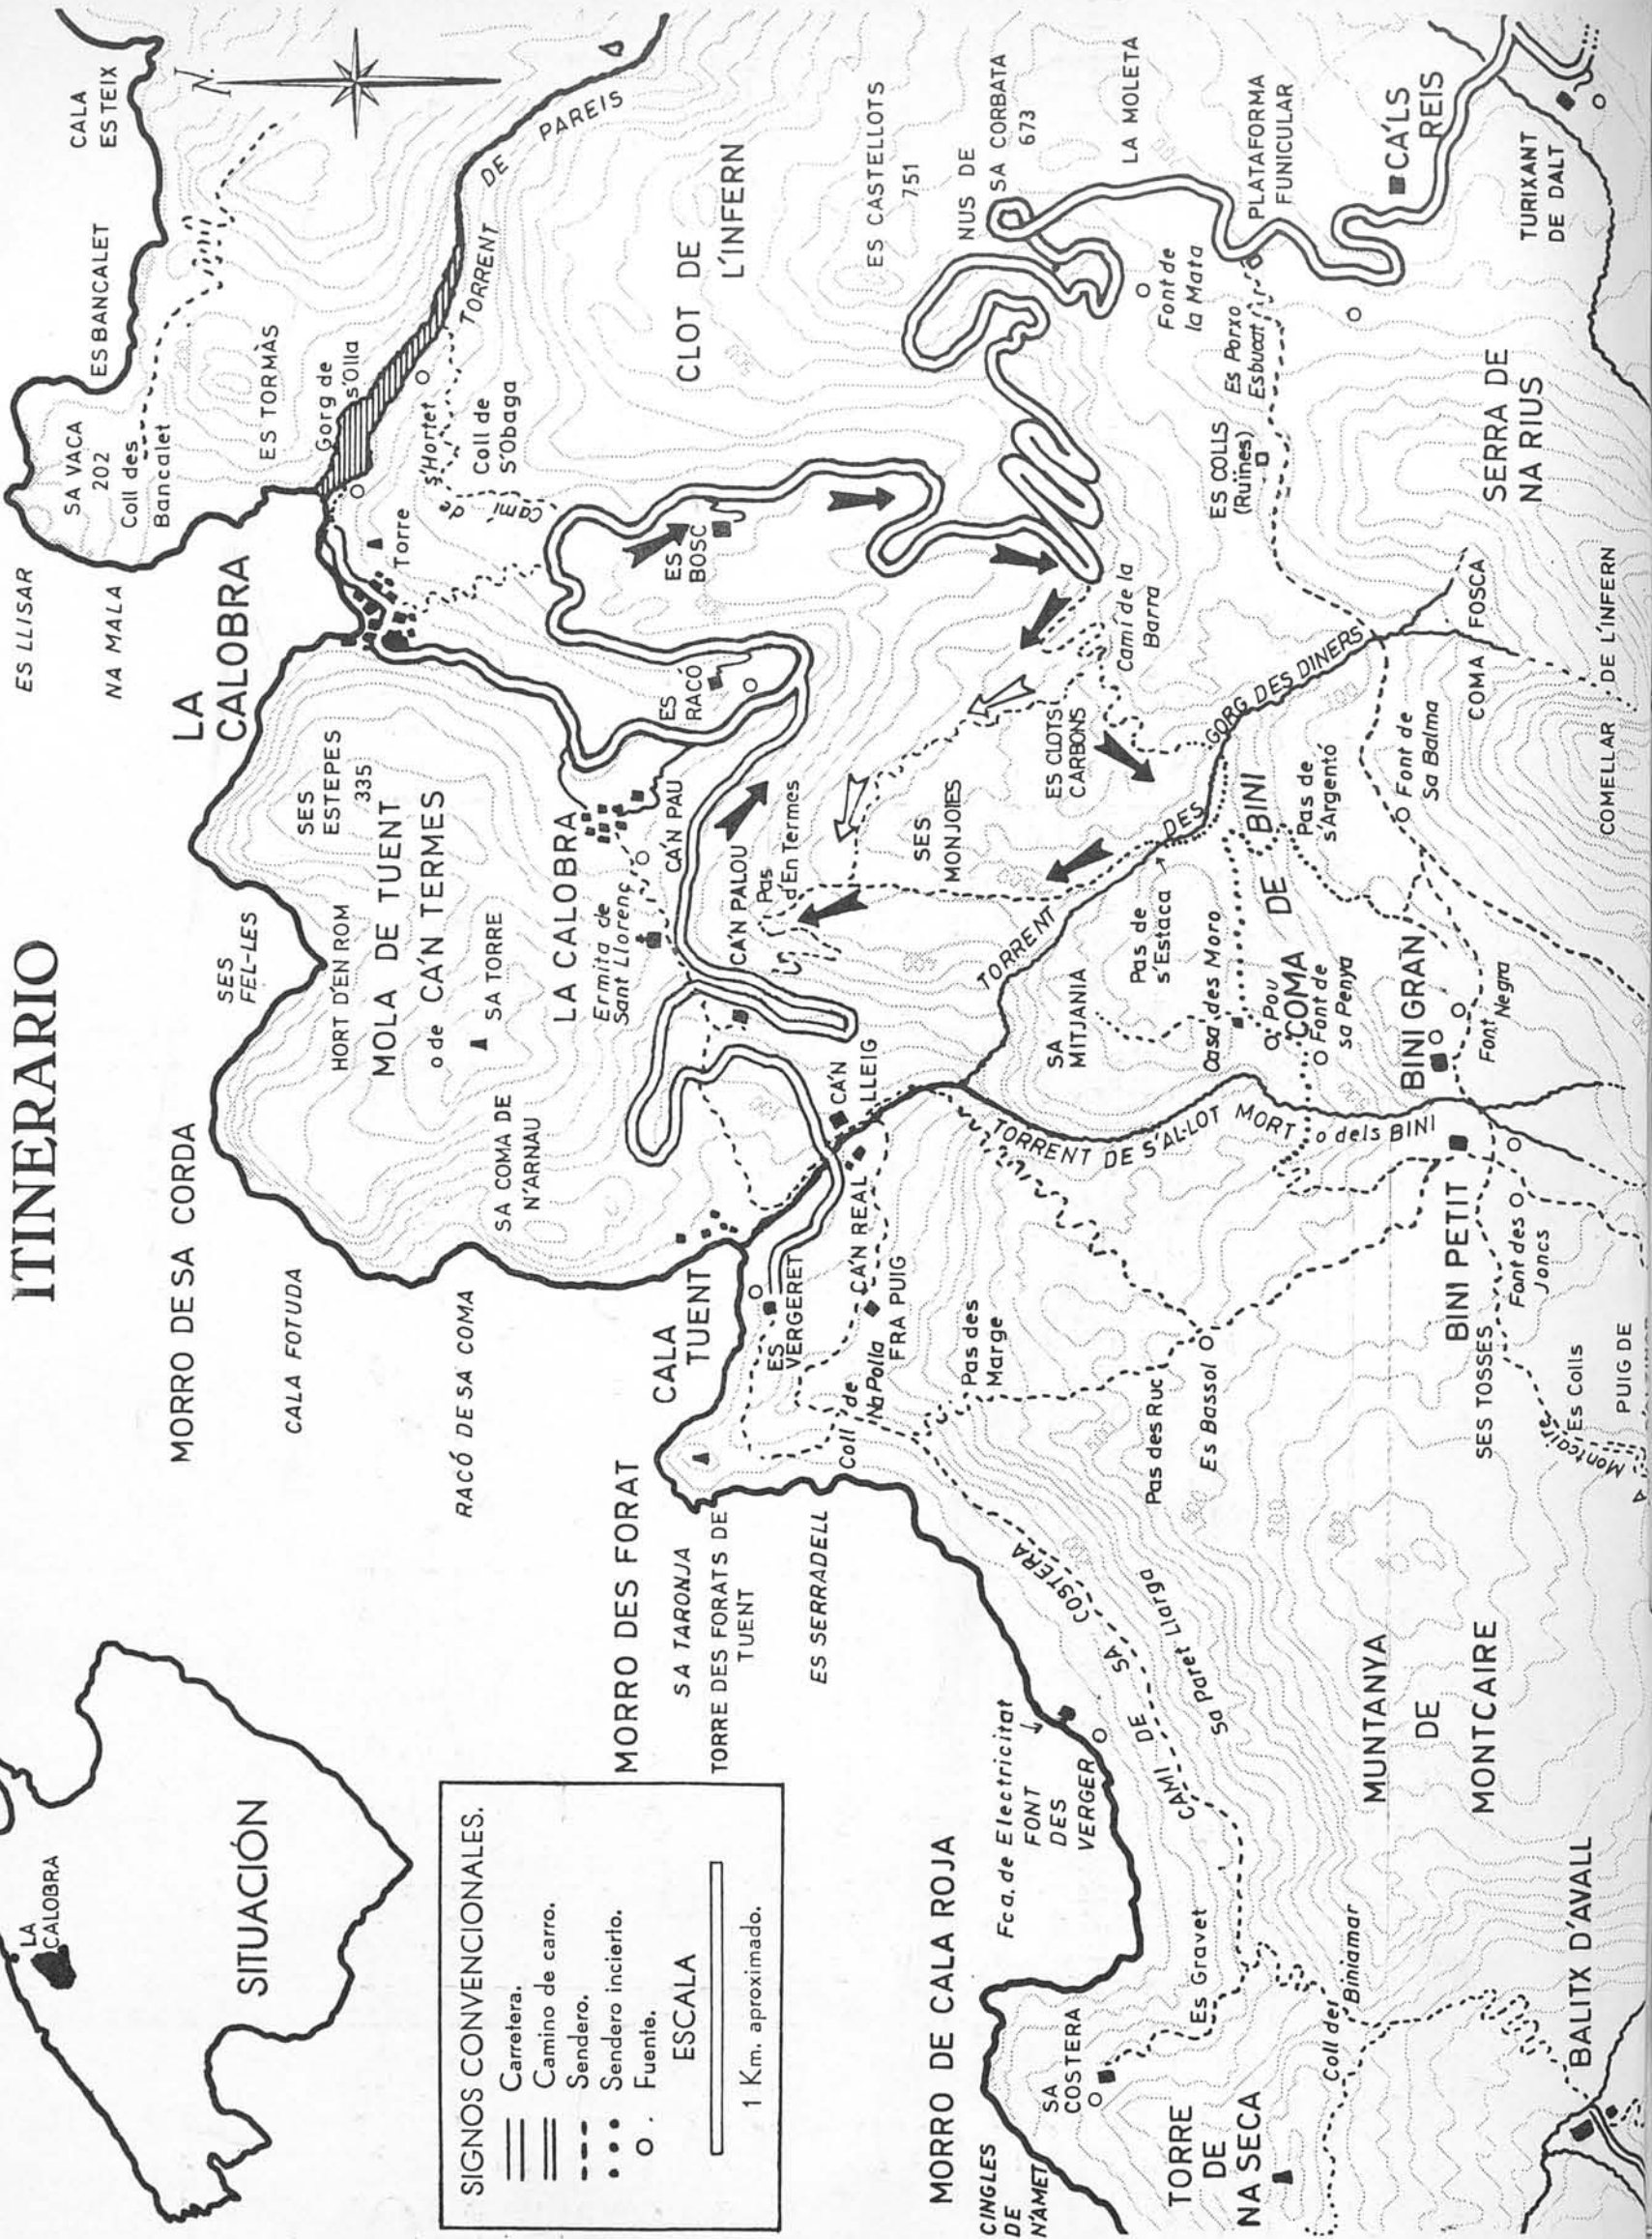 ITINERARIO
LA
CALOBRA
SITUACIÓN
SIGNOS CONVENCIONALES.
Carretera.
Camino de carro.
Sendero.
Sendero incierto.
Fuente.
ESCALA
1 Km. aproximado.
N.
ES LLISAR
NA MALA
SA VACA
202
Coll des
Bancalet
ES BANCALET
CALA
ES TEIX
ES TORMÀS
Gorg de
s'Olla
TORRENT
DE
PAREIS
s'Hortet
Coll de
S'Obaga
Camí
de
Torre
LA
CALOBRA
MORRO DE SA CORDA
SES
FEL-LES
HORT D'EN ROM
SES
ESTEPES
335
MOLA DE TUENT
o de CA'N TERMES
SA TORRE
CALA FOTUDA
RACÓ DE SA COMA
SA COMA DE
N'ARNAU
LA CALOBRA
Ermita de
Sant Llorenç
CA'N PAU
CA'N PALOU
Pas
d'En Termes
ES
RACÓ
ES
BOSC
CLOT DE
L'INFERN
ES CASTELLOTS
751
NUS DE
SA CORBATA
673
LA MOLETA
PLATAFORMA
FUNICULAR
Font de
la Mata
CA'LS
REIS
TURIXANT
DE DALT
Es Porxo
Esbucat
ES COLLS
(Ruïnes)
SERRA DE
NA RIUS
Camí de la
Barra
ES CLOTS
CARBONS
SES
MONJOIES
TORRENT
DES
GORG DES DINERS
COMA FOSCA
COMELLAR DE L'INFERN
Font de
Sa Balma
Pas de
s'Argentó
COMA DE BINI
Pas de
s'Estaca
SA
MITJANIA
Casa des Moro
Pou
Font de
sa Penya
BINI GRAN
Font
Negra
MORRO DES FORAT
SA TARONJA
TORRE DES FORATS DE
TUENT
ES SERRADELL
CALA
TUENT
ES
VERGERET
CA'N
LLEIG
CA'N REAL
FRA PUIG
Coll de
Na Polla
Pas des
Marge
TORRENT DE S'AL·LOT MORT o dels BINI
BINI PETIT
Font des
Joncs
Pas des Ruc
Es Bassol
SES TOSSES
Es Colls
PUIG DE
Montcaire
MORRO DE CALA ROJA
Fca. de Electricitat
FONT
DES
VERGER
CAMI DE SA COSTERA
Sa Paret Llarga
MUNTANYA
DE
MONTCAIRE
CINGLES
DE
N'AMET
SA
COSTERA
Es Gravet
TORRE
DE
NA SECA
Coll de
Biniamar
BALITX D'AVALL